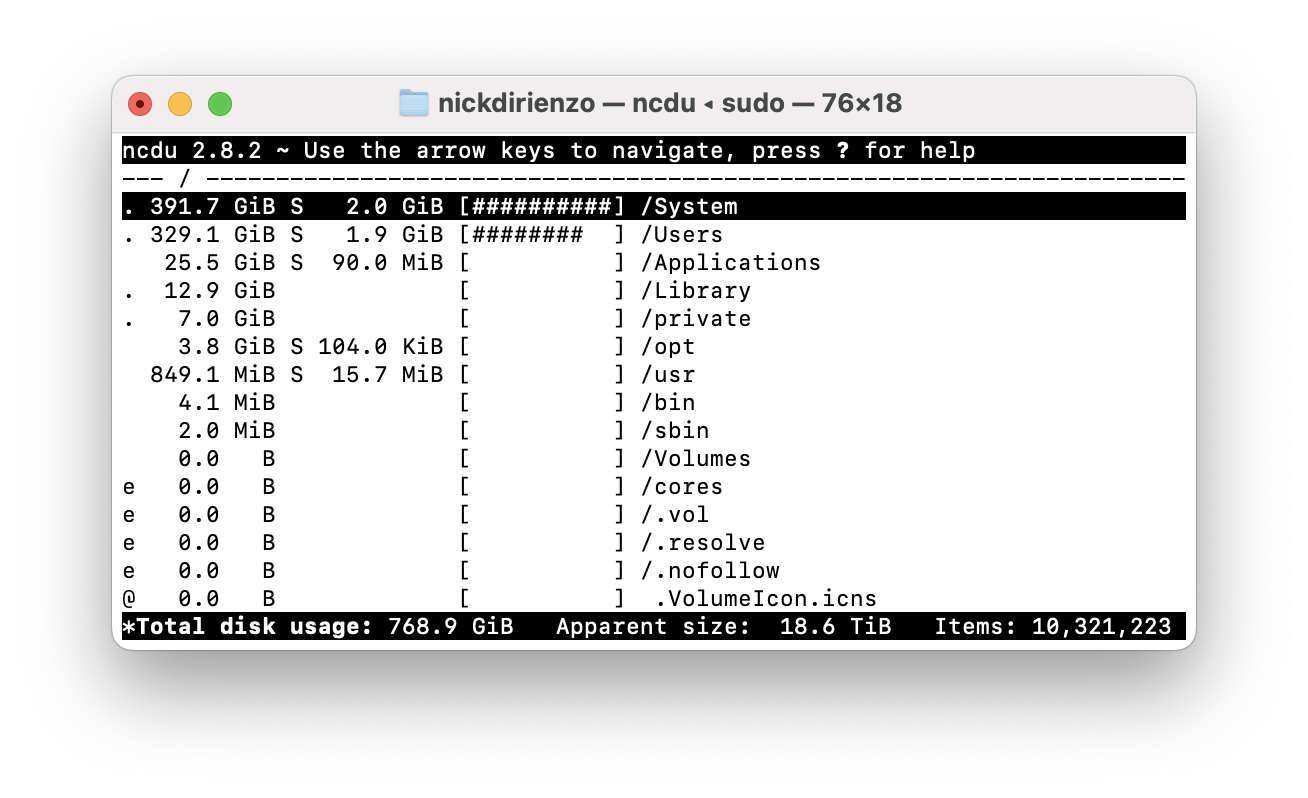 nickdirienzo — ncdu ◂ sudo — 76×18
ncdu 2.8.2 ~ Use the arrow keys to navigate, press ? for help
--- / ----------------------------------------------------------------------
. 391.7 GiB S   2.0 GiB [##########] /System
. 329.1 GiB S   1.9 GiB [########  ] /Users
   25.5 GiB S  90.0 MiB [          ] /Applications
.  12.9 GiB             [          ] /Library
.   7.0 GiB             [          ] /private
    3.8 GiB S 104.0 KiB [          ] /opt
  849.1 MiB S  15.7 MiB [          ] /usr
    4.1 MiB             [          ] /bin
    2.0 MiB             [          ] /sbin
    0.0   B             [          ] /Volumes
e   0.0   B             [          ] /cores
e   0.0   B             [          ] /.vol
e   0.0   B             [          ] /.resolve
e   0.0   B             [          ] /.nofollow
@   0.0   B             [          ]  .VolumeIcon.icns
*Total disk usage: 768.9 GiB   Apparent size:  18.6 TiB   Items: 10,321,223